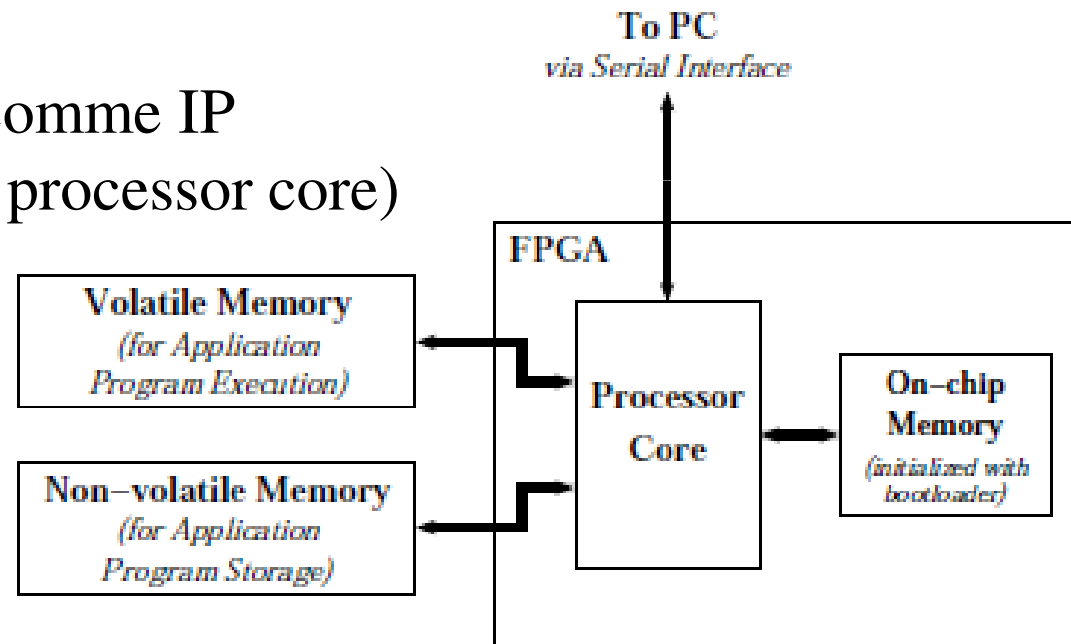 To PC
via Serial Interface
omme IP
processor core)
FPGA
Volatile Memory
(for Application
Program Execution)
Non–volatile Memory
(for Application
Program Storage)
Processor
Core
On–chip
Memory
(initialized with
bootloader)